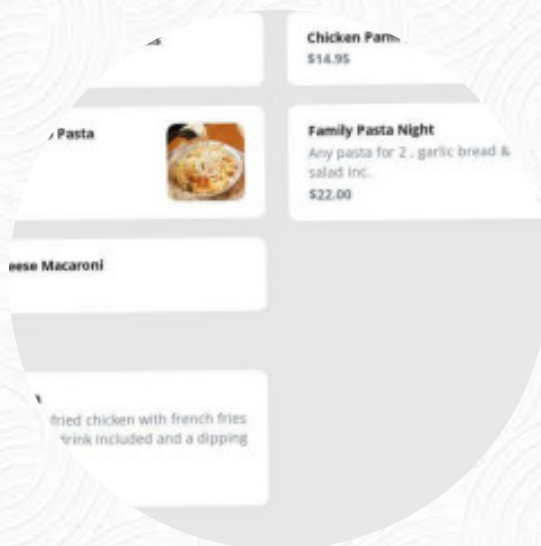 Chicken
$14.95
Pasta
Family Pasta Night
Any pasta for 2 , garlic bread &
salad inc.
$22.00
Macaroni
fried chicken with french fries
drink included and a dipping